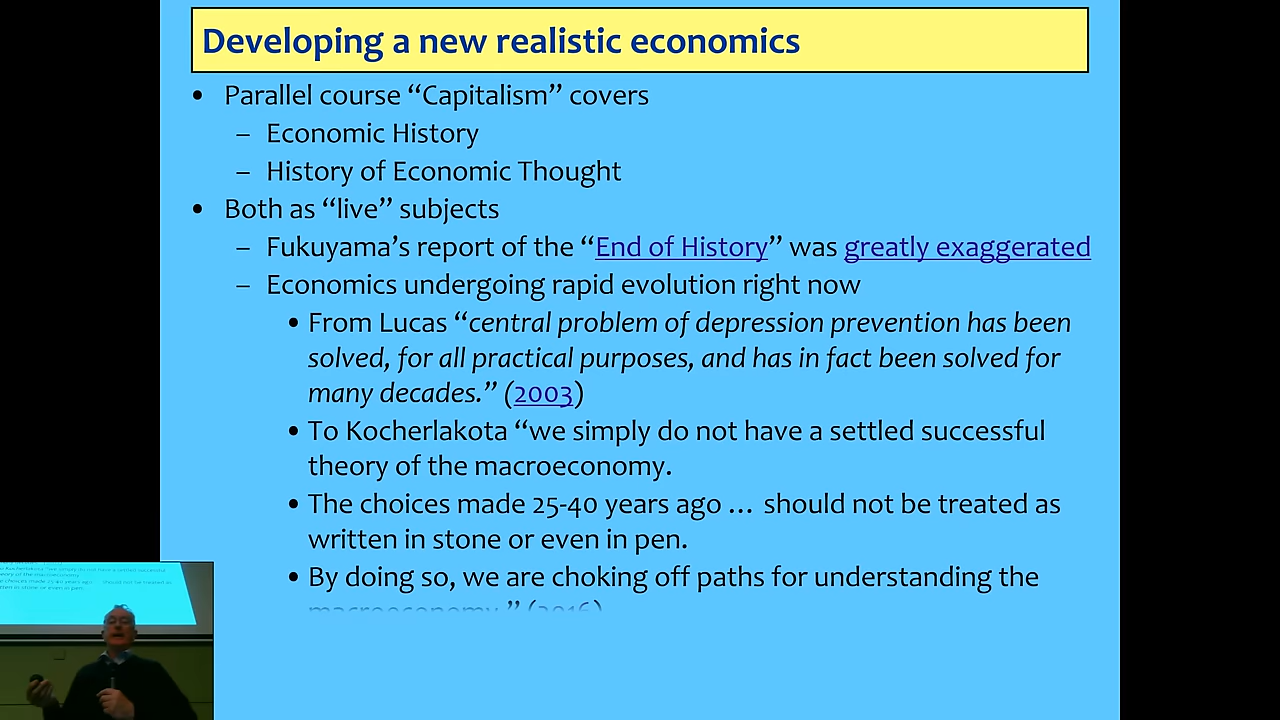 Developing a new realistic economics
• Parallel course “Capitalism” covers
– Economic History
– History of Economic Thought
• Both as “live” subjects
– Fukuyama’s report of the “End of History” was greatly exaggerated
– Economics undergoing rapid evolution right now
• From Lucas “central problem of depression prevention has been
solved, for all practical purposes, and has in fact been solved for
many decades.” (2003)
• To Kocherlakota “we simply do not have a settled successful
theory of the macroeconomy.
• The choices made 25-40 years ago … should not be treated as
written in stone or even in pen.
• By doing so, we are choking off paths for understanding the
macroeconomy.” (2016)